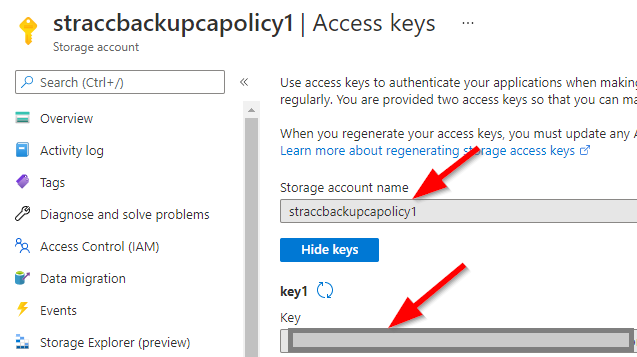 straccbackupcapolicy1 | Access keys ...
Storage account
Search (Ctrl+/)
«
Overview
Activity log
Tags
Diagnose and solve problems
Access Control (IAM)
Data migration
Events
Storage Explorer (preview)
Use access keys to authenticate your applications when making
regularly. You are provided two access keys so that you can ma
When you regenerate your access keys, you must update any A
Learn more about regenerating storage access keys
Storage account name
straccbackupcapolicy1
Hide keys
key1
Key